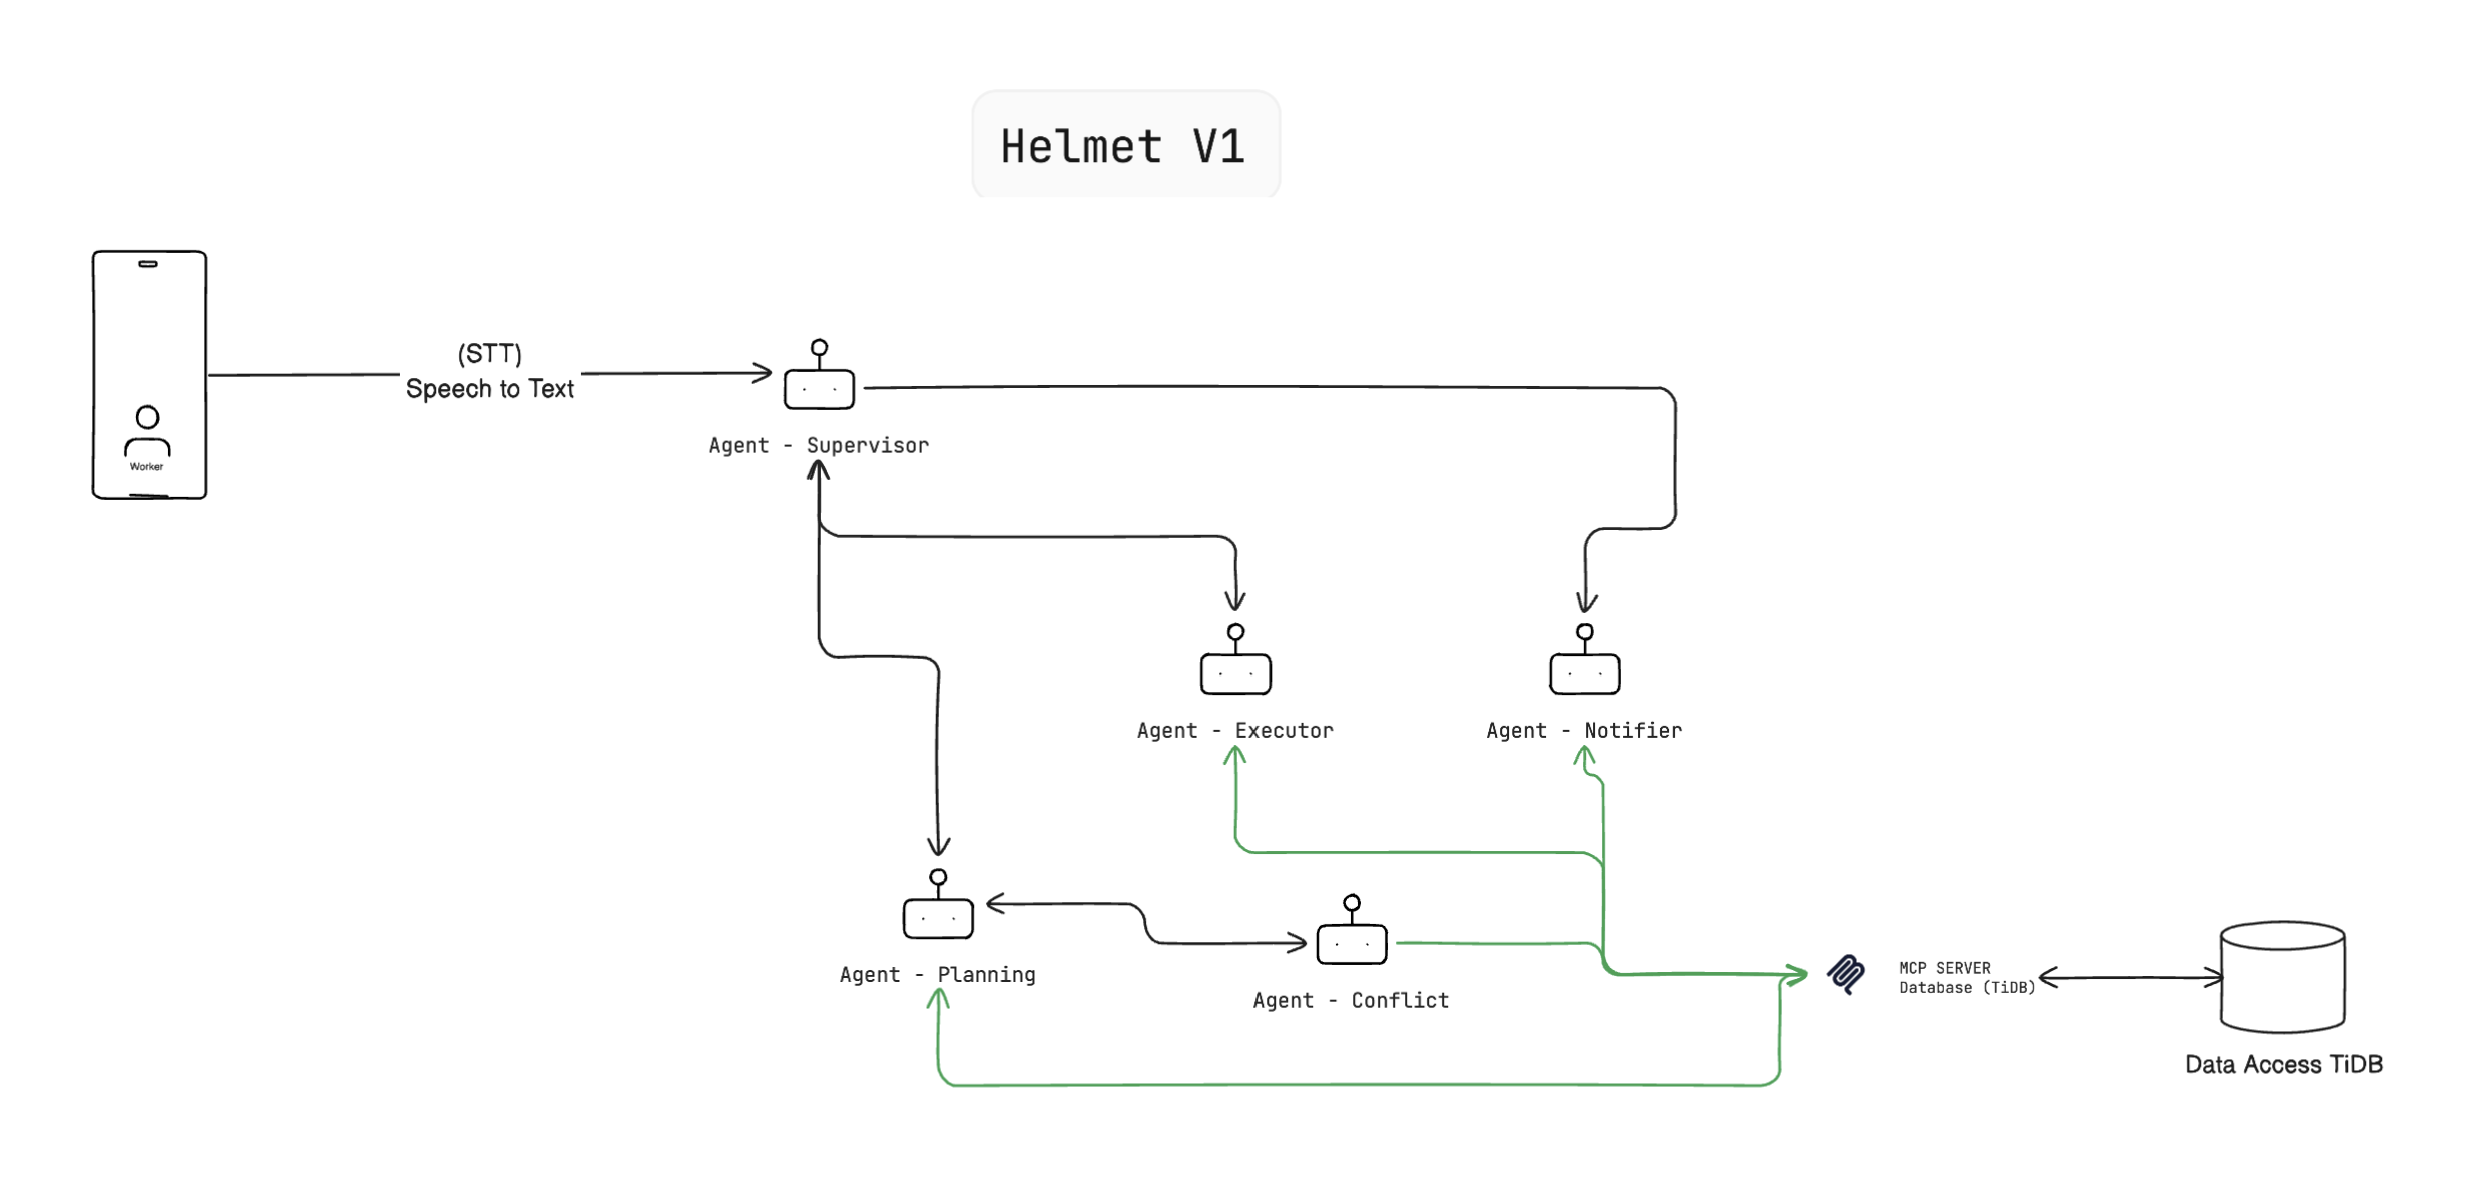 Helmet V1
(STT)
Speech to Text
Worker
Agent - Supervisor
Agent - Executor
Agent - Notifier
Agent - Planning
Agent - Conflict
MCP SERVER
Database (TiDB)
Data Access TiDB